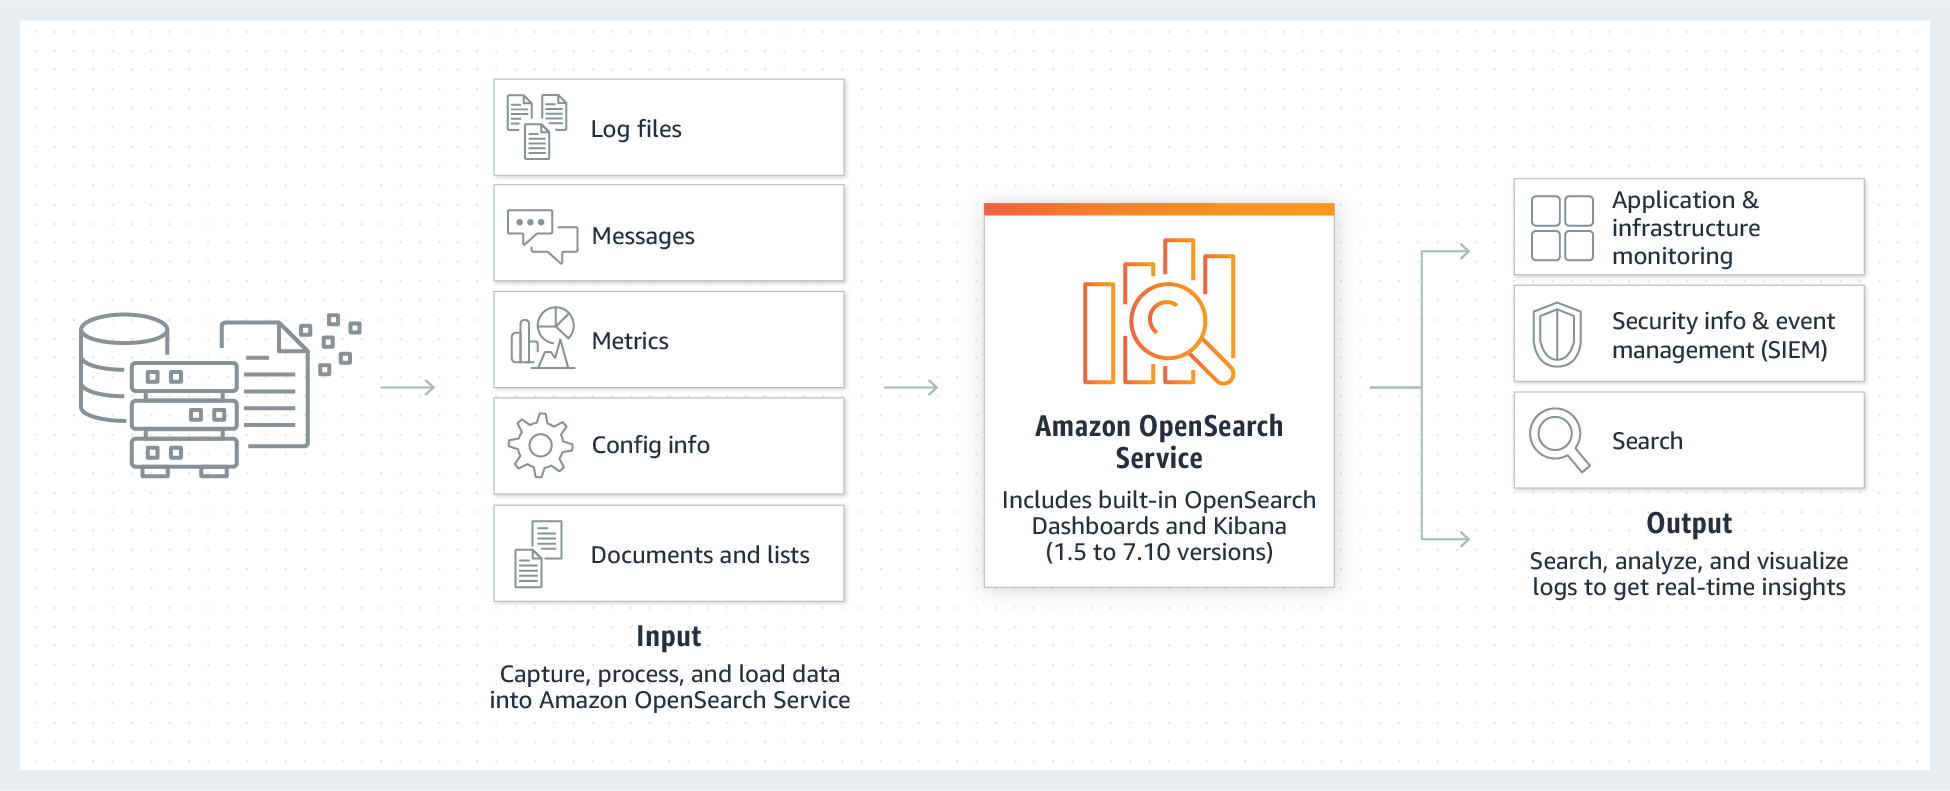 Log files
Messages
Metrics
Config info
Documents and lists
Input
Capture, process, and load data
into Amazon OpenSearch Service
Amazon OpenSearch
Service
Includes built-in OpenSearch
Dashboards and Kibana
(1.5 to 7.10 versions)
Application &
infrastructure
monitoring
Security info & event
management (SIEM)
Search
Output
Search, analyze, and visualize
logs to get real-time insights